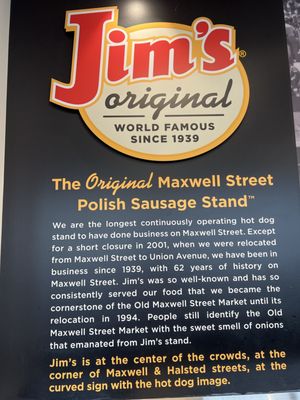 Jim's®
original
WORLD FAMOUS
SINCE 1939
The Original Maxwell Street
Polish Sausage Stand™
We are the longest continuously operating hot dog
stand to have done business on Maxwell Street. Except
for a short closure in 2001, when we were relocated
from Maxwell Street to Union Avenue, we have been in
business since 1939, with 62 years of history on
Maxwell Street. Jim's was so well-known and has so
consistently served our food that we became the
cornerstone of the Old Maxwell Street Market until its
relocation in 1994. People still identify the Old
Maxwell Street Market with the sweet smell of onions
that emanated from Jim's stand.
Jim's is at the center of the crowds, at the
corner of Maxwell & Halsted streets, at the
curved sign with the hot dog image.